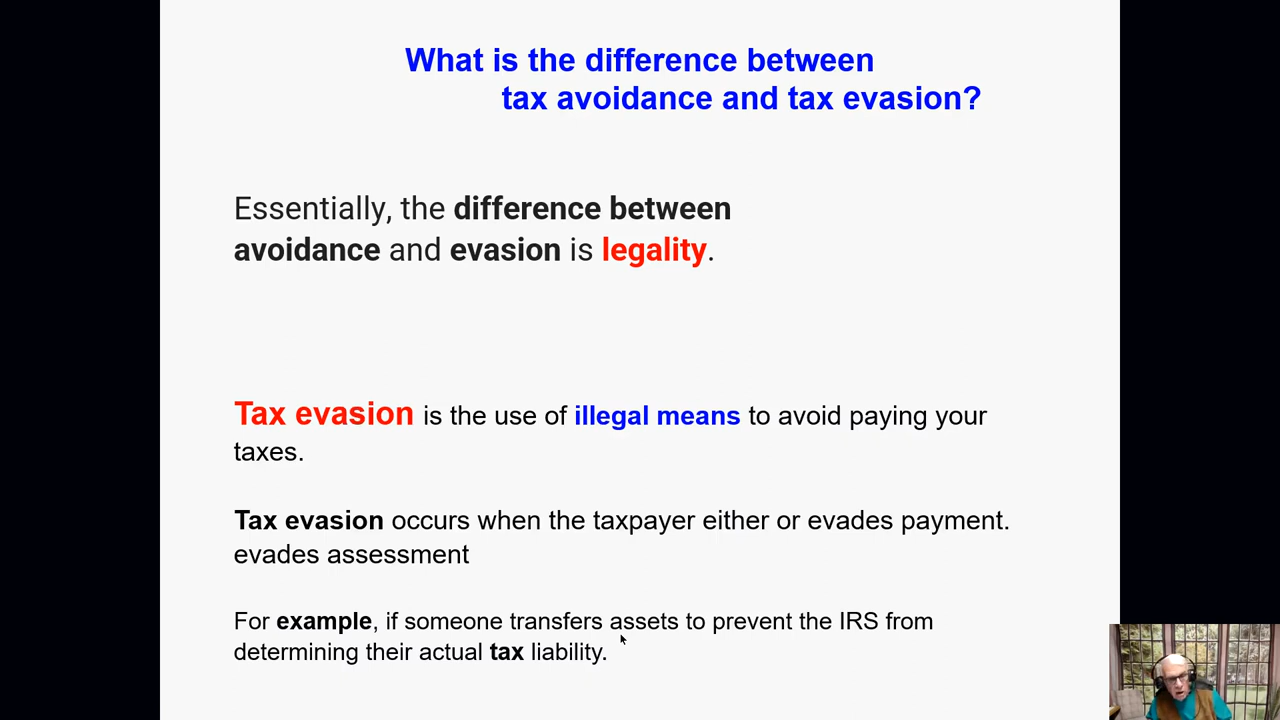 What is the difference between
tax avoidance and tax evasion?
Essentially, the difference between
avoidance and evasion is legality.
Tax evasion is the use of illegal means to avoid paying your
taxes.
Tax evasion occurs when the taxpayer either or evades payment.
evades assessment
For example, if someone transfers assets to prevent the IRS from
determining their actual tax liability.